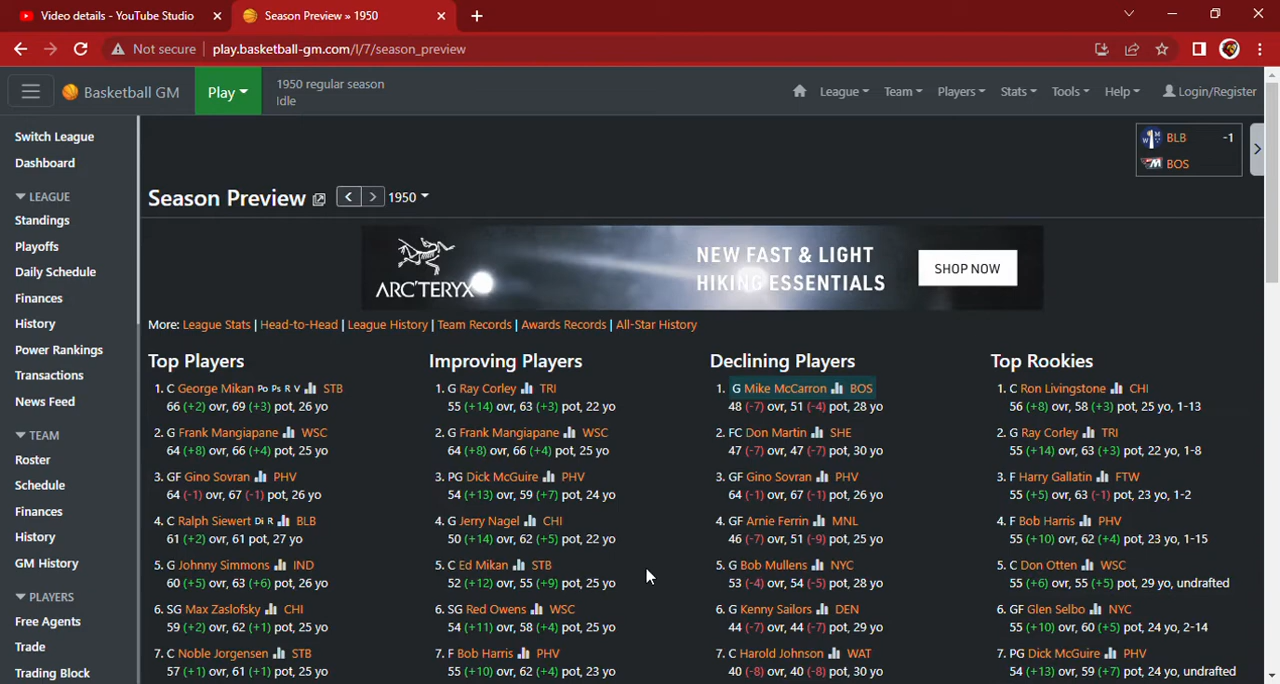 Video details - YouTube Studio
Season Preview » 1950
Not secure play.basketball-gm.com/l/7/season_preview
Basketball GM
Play
1950 regular season
Idle
League Team Players Stats Tools Help Login/Register
Switch League
Dashboard
LEAGUE
Standings
Playoffs
Daily Schedule
Finances
History
Power Rankings
Transactions
News Feed
TEAM
Roster
Schedule
Finances
History
GM History
PLAYERS
Free Agents
Trade
Trading Block
BLB -1
BOS
Season Preview 1950
ARC'TERYX
NEW FAST & LIGHT
HIKING ESSENTIALS
SHOP NOW
More: League Stats | Head-to-Head | League History | Team Records | Awards Records | All-Star History
Top Players
1. C George Mikan Po Ps R V STB
66 (+2) ovr, 69 (+3) pot, 26 yo
2. G Frank Mangiapane WSC
64 (+8) ovr, 66 (+4) pot, 25 yo
3. GF Gino Sovran PHV
64 (-1) ovr, 67 (-1) pot, 26 yo
4. C Ralph Siewert Di R BLB
61 (+2) ovr, 61 pot, 27 yo
5. G Johnny Simmons IND
60 (+5) ovr, 63 (+6) pot, 26 yo
6. SG Max Zaslofsky CHI
59 (+2) ovr, 62 (+1) pot, 25 yo
7. C Noble Jorgensen STB
57 (+1) ovr, 61 (+1) pot, 25 yo
Improving Players
1. G Ray Corley TRI
55 (+14) ovr, 63 (+3) pot, 22 yo
2. G Frank Mangiapane WSC
64 (+8) ovr, 66 (+4) pot, 25 yo
3. PG Dick McGuire PHV
54 (+13) ovr, 59 (+7) pot, 24 yo
4. G Jerry Nagel CHI
50 (+14) ovr, 62 (+5) pot, 22 yo
5. C Ed Mikan STB
52 (+12) ovr, 55 (+9) pot, 25 yo
6. SG Red Owens WSC
54 (+11) ovr, 58 (+4) pot, 25 yo
7. F Bob Harris PHV
55 (+10) ovr, 62 (+4) pot, 23 yo
Declining Players
1. G Mike McCarron BOS
48 (-7) ovr, 51 (-4) pot, 28 yo
2. FC Don Martin SHE
47 (-7) ovr, 47 (-7) pot, 30 yo
3. GF Gino Sovran PHV
64 (-1) ovr, 67 (-1) pot, 26 yo
4. GF Arnie Ferrin MNL
46 (-7) ovr, 51 (-9) pot, 25 yo
5. G Bob Mullens NYC
53 (-4) ovr, 54 (-5) pot, 28 yo
6. G Kenny Sailors DEN
44 (-7) ovr, 44 (-7) pot, 29 yo
7. C Harold Johnson WAT
40 (-8) ovr, 40 (-8) pot, 30 yo
Top Rookies
1. C Ron Livingstone CHI
56 (+8) ovr, 58 (+3) pot, 25 yo, 1-13
2. G Ray Corley TRI
55 (+14) ovr, 63 (+3) pot, 22 yo, 1-8
3. F Harry Gallatin FTW
55 (+5) ovr, 63 (-1) pot, 23 yo, 1-2
4. F Bob Harris PHV
55 (+10) ovr, 62 (+4) pot, 23 yo, 1-15
5. C Don Otten WSC
55 (+6) ovr, 55 (+5) pot, 29 yo, undrafted
6. GF Glen Selbo NYC
55 (+10) ovr, 60 (+5) pot, 24 yo, 2-14
7. PG Dick McGuire PHV
54 (+13) ovr, 59 (+7) pot, 24 yo, undrafted